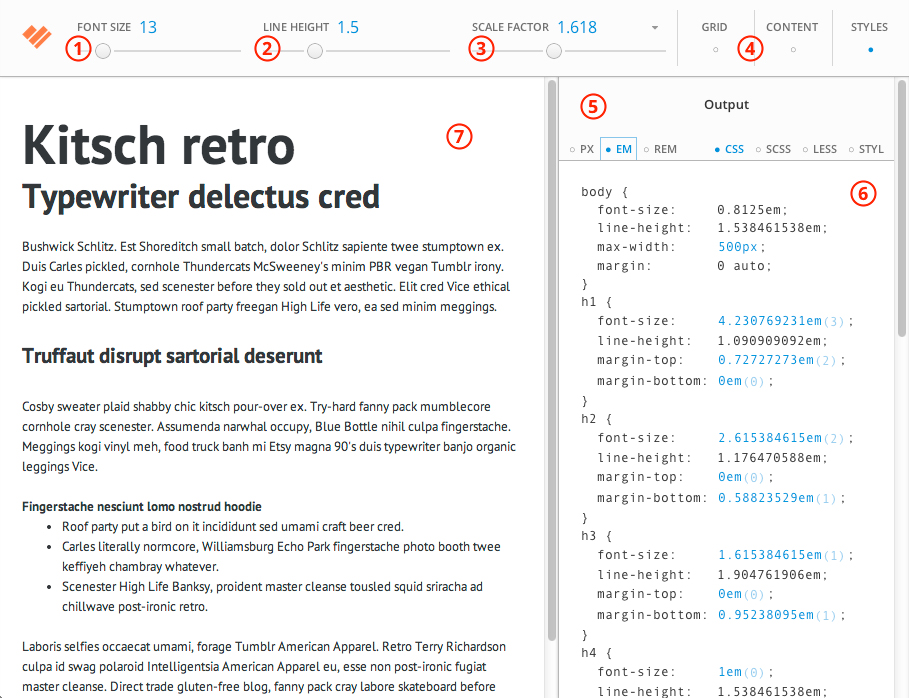 FONT SIZE 13
LINE HEIGHT 1.5
SCALE FACTOR 1.618
GRID
CONTENT
STYLES
1
2
3
4
Kitsch retro
7
Typewriter delectus cred
Bushwick Schlitz. Est Shoreditch small batch, dolor Schlitz sapiente twee stumptown ex.
Duis Carles pickled, cornhole Thundercats McSweeney's minim PBR vegan Tumblr irony.
Kogi eu Thundercats, sed scenester before they sold out et aesthetic. Elit cred Vice ethical
pickled sartorial. Stumptown roof party freegan High Life vero, ea sed minim meggings.
Truffaut disrupt sartorial deserunt
Cosby sweater plaid shabby chic kitsch pour-over ex. Try-hard fanny pack mumblecore
cornhole cray scenester. Assumenda narwhal occupy, Blue Bottle nihil culpa fingerstache.
Meggings kogi vinyl meh, food truck banh mi Etsy magna 90's duis typewriter banjo organic
leggings Vice.
Fingerstache nesciunt lomo nostrud hoodie
• Roof party put a bird on it incididunt sed umami craft beer cred.
• Carles literally normcore, Williamsburg Echo Park fingerstache photo booth twee
keffiyeh chambray whatever.
• Scenester High Life Banksy, proident master cleanse tousled squid sriracha ad
chillwave post-ironic retro.
Laboris selfies occaecat umami, forage Tumblr American Apparel. Retro Terry Richardson
culpa id swag polaroid Intelligentsia American Apparel eu, esse non post-ironic fugiat
master cleanse. Direct trade gluten-free blog, fanny pack cray labore skateboard before
5
Output
PX EM REM CSS SCSS LESS STYL
6
body {
font-size: 0.8125em;
line-height: 1.538461538em;
max-width: 500px;
margin: 0 auto;
}
h1 {
font-size: 4.230769231em(3);
line-height: 1.090909092em;
margin-top: 0.72727273em(2);
margin-bottom: 0em(0);
}
h2 {
font-size: 2.615384615em(2);
line-height: 1.176470588em;
margin-top: 0em(0);
margin-bottom: 0.58823529em(1);
}
h3 {
font-size: 1.615384615em(1);
line-height: 1.904761906em;
margin-top: 0em(0);
margin-bottom: 0.95238095em(1);
}
h4 {
font-size: 1em(0);
line-height: 1.538461538em;